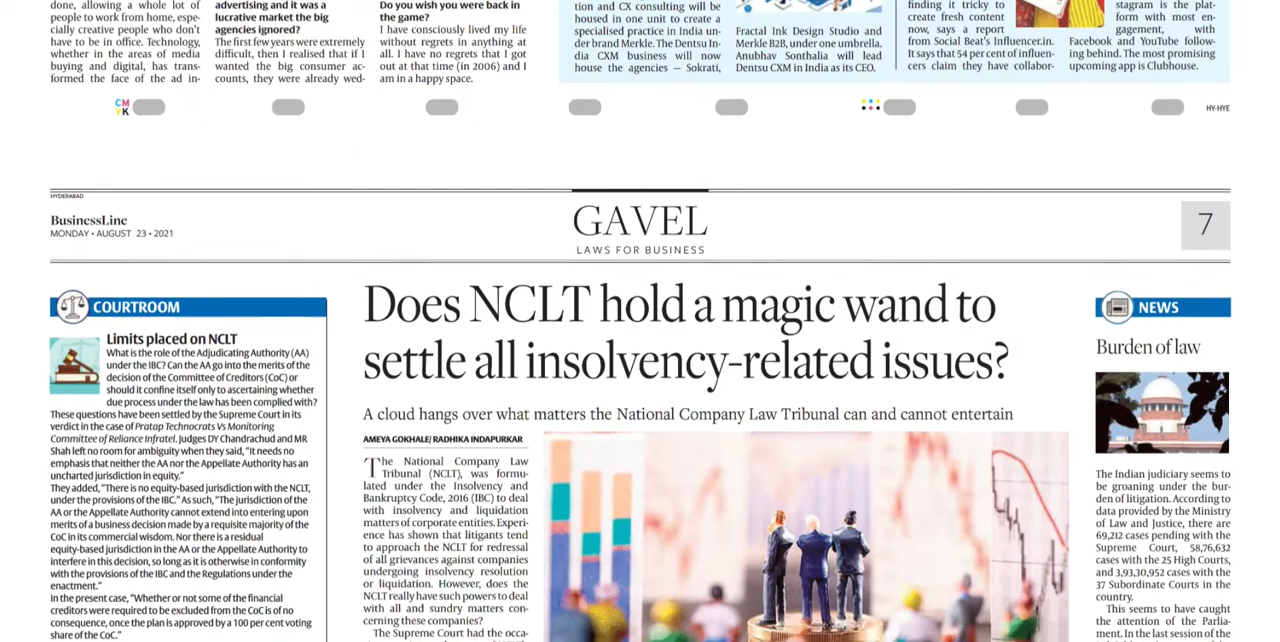 done, allowing a whole lot of
people to work from home, espe-
cially creative people who don't
have to be in office. Technology,
whether in the areas of media
buying and digital, has trans-
formed the face of the ad in-
advertising and it was a
lucrative market the big
agencies ignored?
The first few years were extremely
difficult, then I realised that if I
wanted the big consumer ac-
counts, they were already wed-
Do you wish you were back in
the game?
I have consciously lived my life
without regrets in anything at
all. I have no regrets that I got
out at that time (in 2006) and I
am in a happy space.
tion and CX consulting will be
housed in one unit to create a
specialised practice in India un-
der brand Merkle. The Dentsu In-
dia CXM business will now
house the agencies — Sokrati,
Fractal Ink Design Studio and
Merkle B2B, under one umbrella.
Anubhav Sonthalia will lead
Dentsu CXM in India as its CEO.
finding it tricky to
create fresh content
now, says a report
from Social Beat's Influencer.in.
It says that 54 per cent of influen-
cers claim they have collabor-
stagram is the plat-
form with most en-
gagement, with
Facebook and YouTube follow-
ing behind. The most promising
upcoming app is Clubhouse.
CM
YK
HY-HYE
HYDERABAD
BusinessLine
MONDAY • AUGUST 23 • 2021
GAVEL
LAWS FOR BUSINESS
7
COURTROOM
Limits placed on NCLT
What is the role of the Adjudicating Authority (AA)
under the IBC? Can the AA go into the merits of the
decision of the Committee of Creditors (CoC) or
should it confine itself only to ascertaining whether
due process under the law has been complied with?
These questions have been settled by the Supreme Court in its
verdict in the case of Pratap Technocrats Vs Monitoring
Committee of Reliance Infratel. Judges DY Chandrachud and MR
Shah left no room for ambiguity when they said, "It needs no
emphasis that neither the AA nor the Appellate Authority has an
uncharted jurisdiction in equity."
They added, "There is no equity-based jurisdiction with the NCLT,
under the provisions of the IBC." As such, "The jurisdiction of the
AA or the Appellate Authority cannot extend into entering upon
merits of a business decision made by a requisite majority of the
CoC in its commercial wisdom. Nor there is a residual
equity-based jurisdiction in the AA or the Appellate Authority to
interfere in this decision, so long as it is otherwise in conformity
with the provisions of the IBC and the Regulations under the
enactment."
In the present case, "Whether or not some of the financial
creditors were required to be excluded from the CoC is of no
consequence, once the plan is approved by a 100 per cent voting
share of the CoC."
Does NCLT hold a magic wand to
settle all insolvency-related issues?
A cloud hangs over what matters the National Company Law Tribunal can and cannot entertain
AMEYA GOKHALE/ RADHIKA INDAPURKAR
The National Company Law
Tribunal (NCLT), was formu-
lated under the Insolvency and
Bankruptcy Code, 2016 (IBC) to deal
with insolvency and liquidation
matters of corporate entities. Experi-
ence has shown that litigants tend
to approach the NCLT for redressal
of all grievances against companies
undergoing insolvency resolution
or liquidation. However, does the
NCLT really have such powers to deal
with all and sundry matters con-
cerning these companies?
The Supreme Court had the occa-
NEWS
Burden of law
The Indian judiciary seems to
be groaning under the bur-
den of litigation. According to
data provided by the Ministry
of Law and Justice, there are
69,212 cases pending with the
Supreme Court, 58,76,632
cases with the 25 High Courts,
and 3,93,30,952 cases with the
37 Subordinate Courts in the
country.
This seems to have caught
the attention of the Parlia-
ment. In the last session of the